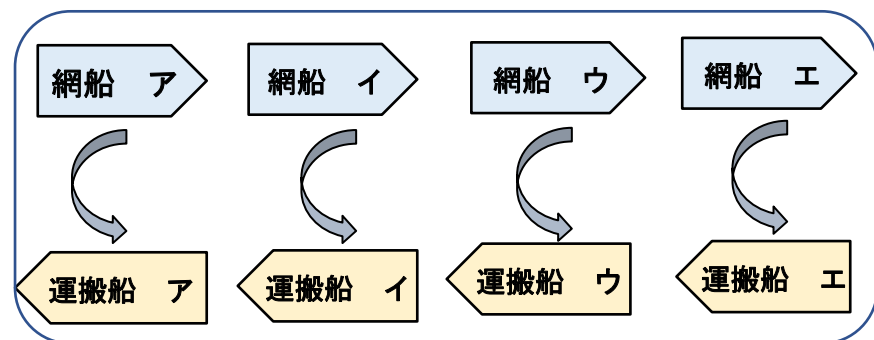 網船　ア
網船　イ
網船　ウ
網船　エ
運搬船　ア
運搬船　イ
運搬船　ウ
運搬船　エ